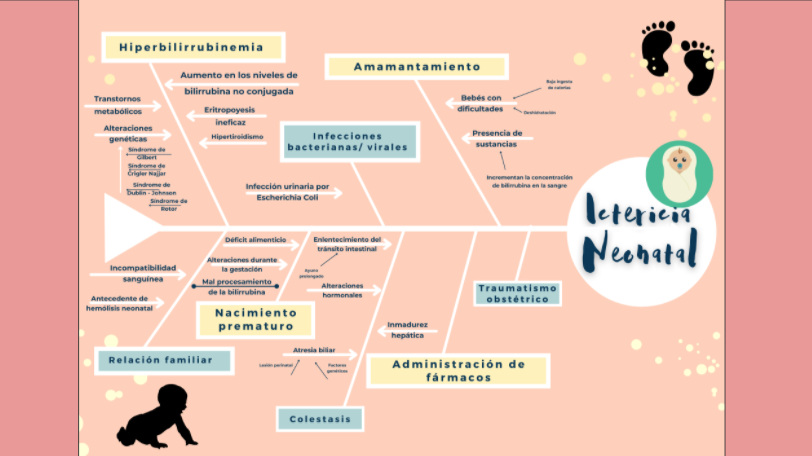 Hiperbilirrubinemia
Aumento en los niveles de
bilirrubina no conjugada
Transtornos
metabólicos
Eritropoyesis
ineficaz
Alteraciones
genéticas
Hipertiroidismo
Síndrome de
Gilbert
Síndrome de
Crigler Najjar
Síndrome de
Dublin - Johnson
Síndrome de
Rotor
Amamantamiento
Bebés con
dificultades
Baja ingesta
de calorías
Deshidratación
Presencia de
sustancias
Incrementan la concentración
de bilirrubina en la sangre
Infecciones
bacterianas/ virales
Infección urinaria por
Escherichia Coli
Ictericia
Neonatal
Incompatibilidad
sanguínea
Antecedente de
hemólisis neonatal
Relación familiar
Déficit alimenticio
Alteraciones durante
la gestación
Mal procesamiento
de la bilirrubina
Nacimiento
prematuro
Enlentecimiento del
tránsito intestinal
Ayuno
prolongado
Alteraciones
hormonales
Atresia biliar
Lesión perinatal
Factores
genéticos
Colestasis
Inmadurez
hepática
Administración de
fármacos
Traumatismo
obstétrico